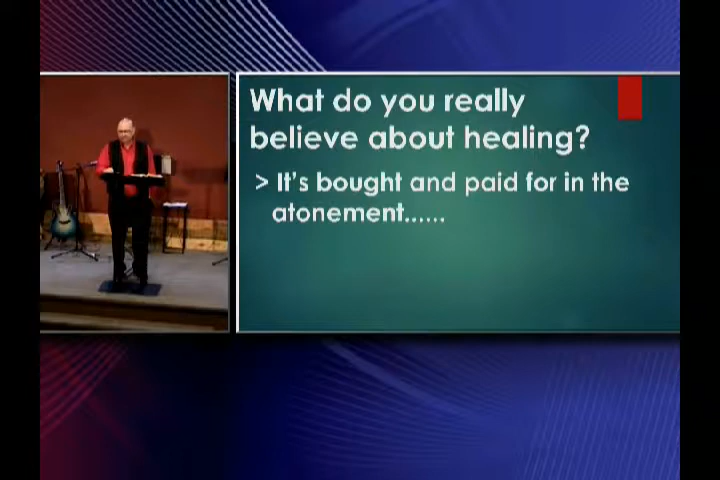 What do you really
believe about healing?
> It's bought and paid for in the
atonement......